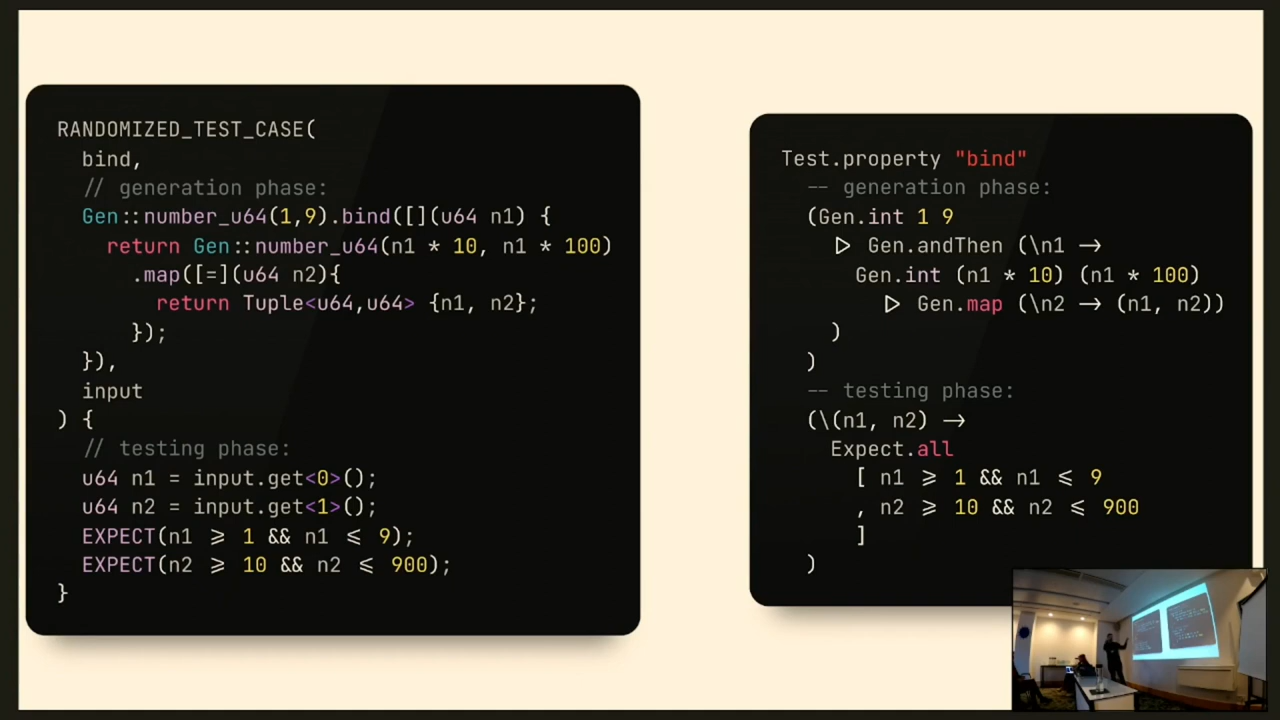 RANDOMIZED_TEST_CASE(
  bind,
  // generation phase:
  Gen::number_u64(1,9).bind([](u64 n1) {
    return Gen::number_u64(n1 * 10, n1 * 100)
      .map([=](u64 n2){
        return Tuple<u64,u64> {n1, n2};
      });
  }),
  input
) {
  // testing phase:
  u64 n1 = input.get<0>();
  u64 n2 = input.get<1>();
  EXPECT(n1 ⩾ 1 && n1 ⩽ 9);
  EXPECT(n2 ⩾ 10 && n2 ⩽ 900);
}
Test.property "bind"
  -- generation phase:
  (Gen.int 1 9
    ▷ Gen.andThen (\n1 →
      Gen.int (n1 * 10) (n1 * 100)
        ▷ Gen.map (\n2 → (n1, n2))
    )
  )
  -- testing phase:
  (\(n1, n2) →
    Expect.all
      [ n1 ⩾ 1 && n1 ⩽ 9
      , n2 ⩾ 10 && n2 ⩽ 900
      ]
  )